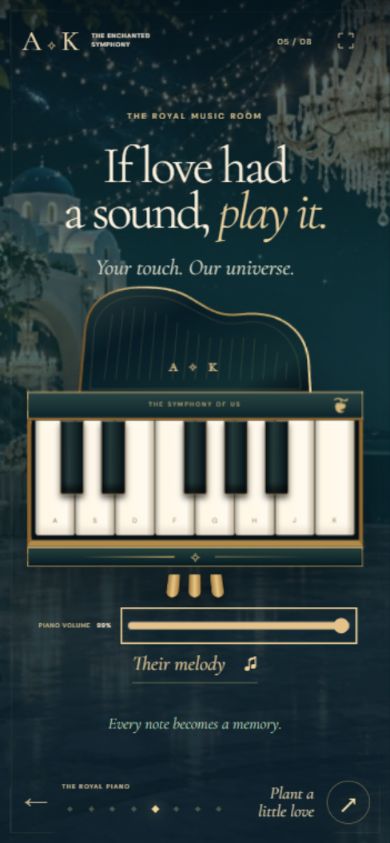 A K
THE ENCHANTED
SYMPHONY
05 / 08
THE ROYAL MUSIC ROOM
If love had
a sound, play it.
Your touch. Our universe.
A K
THE SYMPHONY OF US
A S D F G H J K
PIANO VOLUME 88%
Their melody
Every note becomes a memory.
THE ROYAL PIANO
Plant a
little love